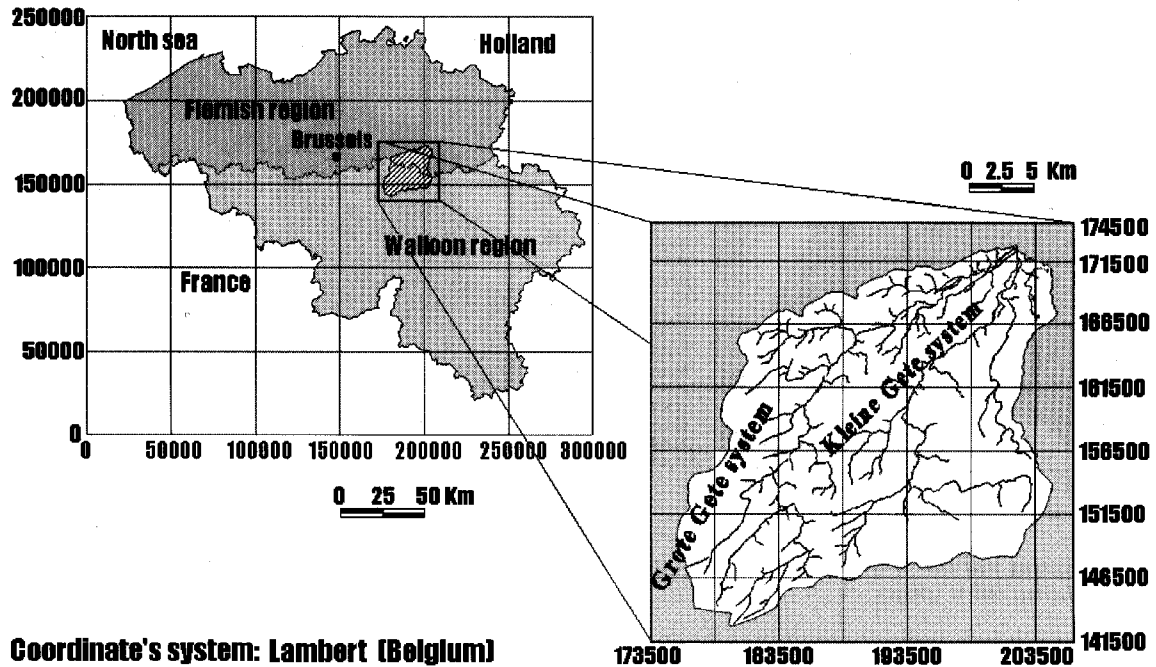 250000
North sea
Holland
200000
Flemish region
Brussels
150000
Walloon region
100000
France
50000
0
0 50000 100000 150000 200000 250000 300000
0 25 50 Km
0 2.5 5 Km
174500
171500
166500
161500
156500
151500
146500
141500
Grote Gete system
Kleine Gete system
173500 183500 193500 203500
Coordinate's system: Lambert (Belgium)